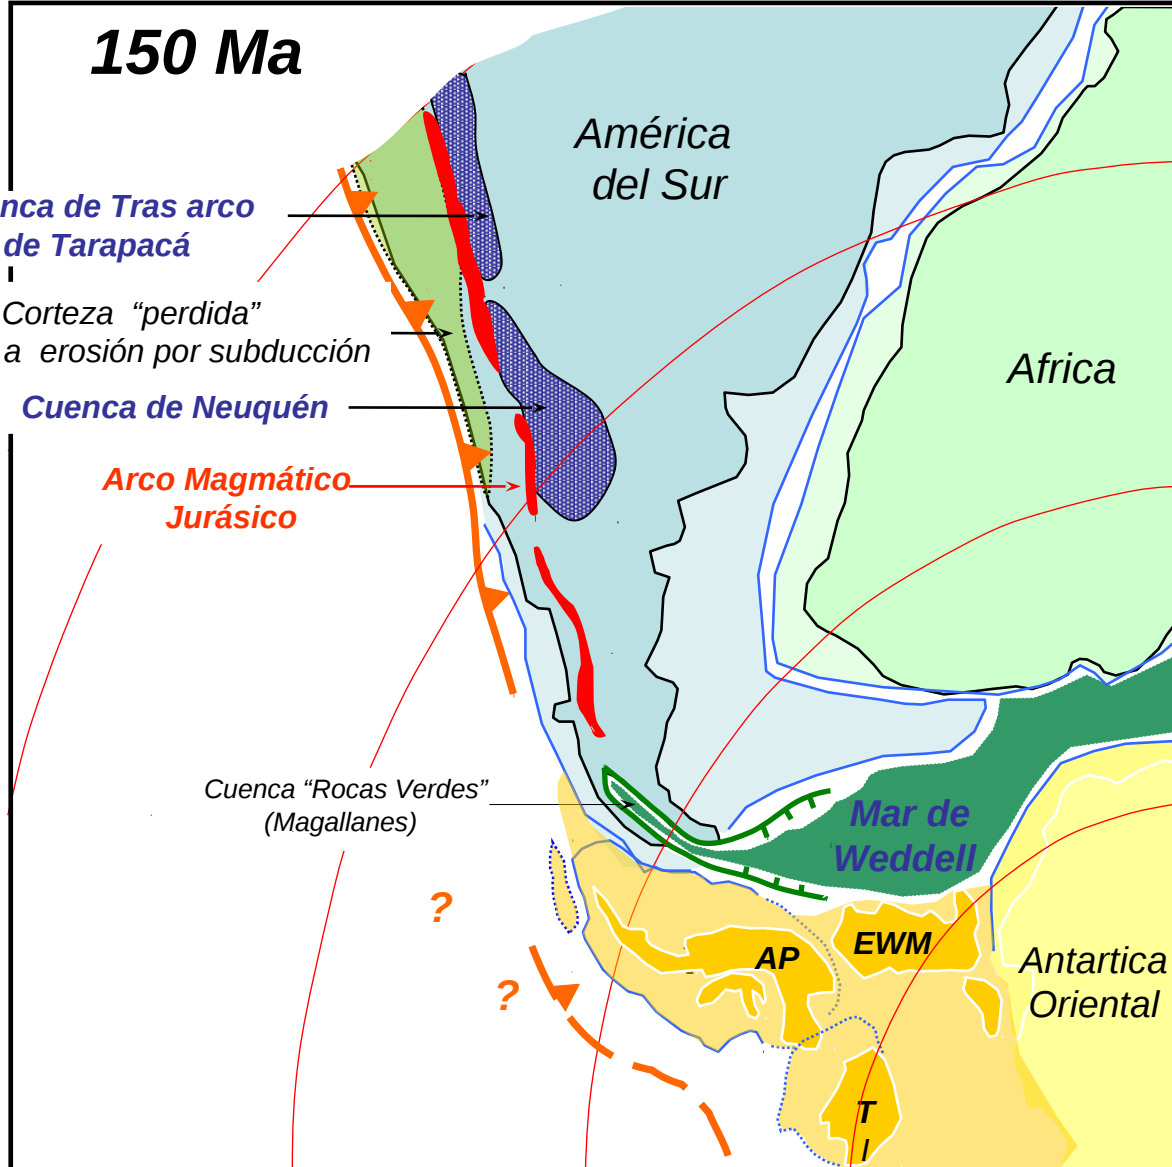 150 Ma
América
del Sur
nca de Tras arco
de Tarapacá
Corteza “perdida”
a erosión por subducción
Africa
Cuenca de Neuquén
Arco Magmático
Jurásico
Cuenca “Rocas Verdes”
(Magallanes)
Mar de
Weddell
?
?
AP
EWM
Antartica
Oriental
T
I